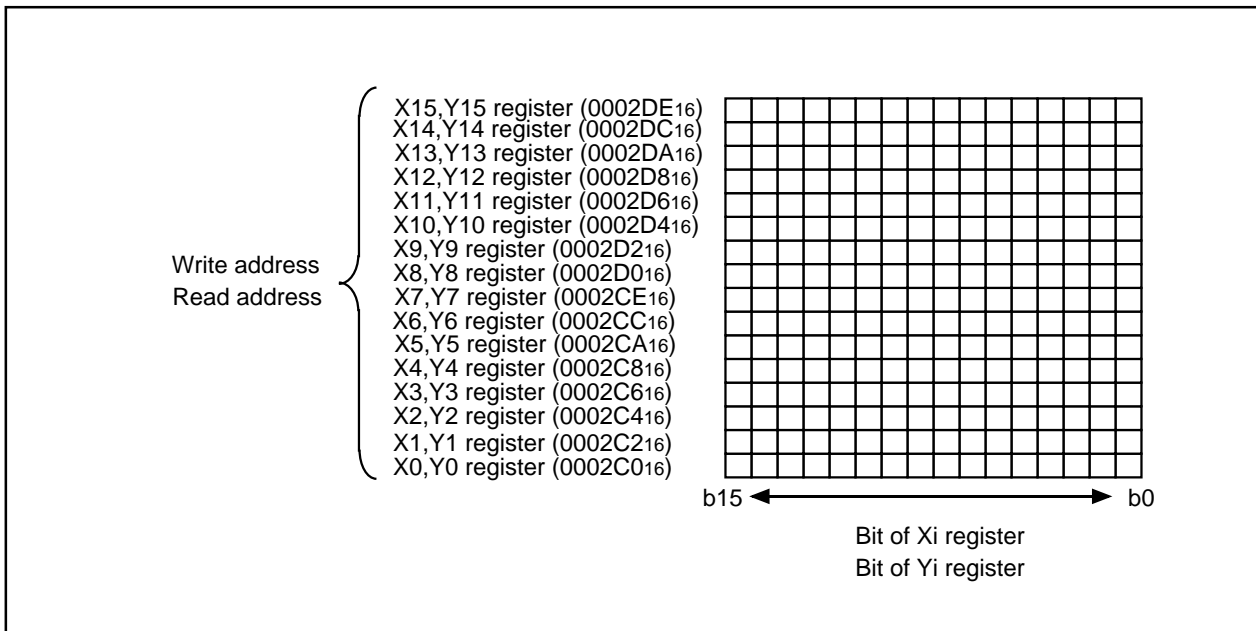 X15,Y15 register (0002DE16)
X14,Y14 register (0002DC16)
X13,Y13 register (0002DA16)
X12,Y12 register (0002D816)
X11,Y11 register (0002D616)
X10,Y10 register (0002D416)
X9,Y9 register (0002D216)
X8,Y8 register (0002D016)
X7,Y7 register (0002CE16)
X6,Y6 register (0002CC16)
X5,Y5 register (0002CA16)
X4,Y4 register (0002C816)
X3,Y3 register (0002C616)
X2,Y2 register (0002C416)
X1,Y1 register (0002C216)
X0,Y0 register (0002C016)
Write address
Read address
b15 b0
Bit of Xi register
Bit of Yi register